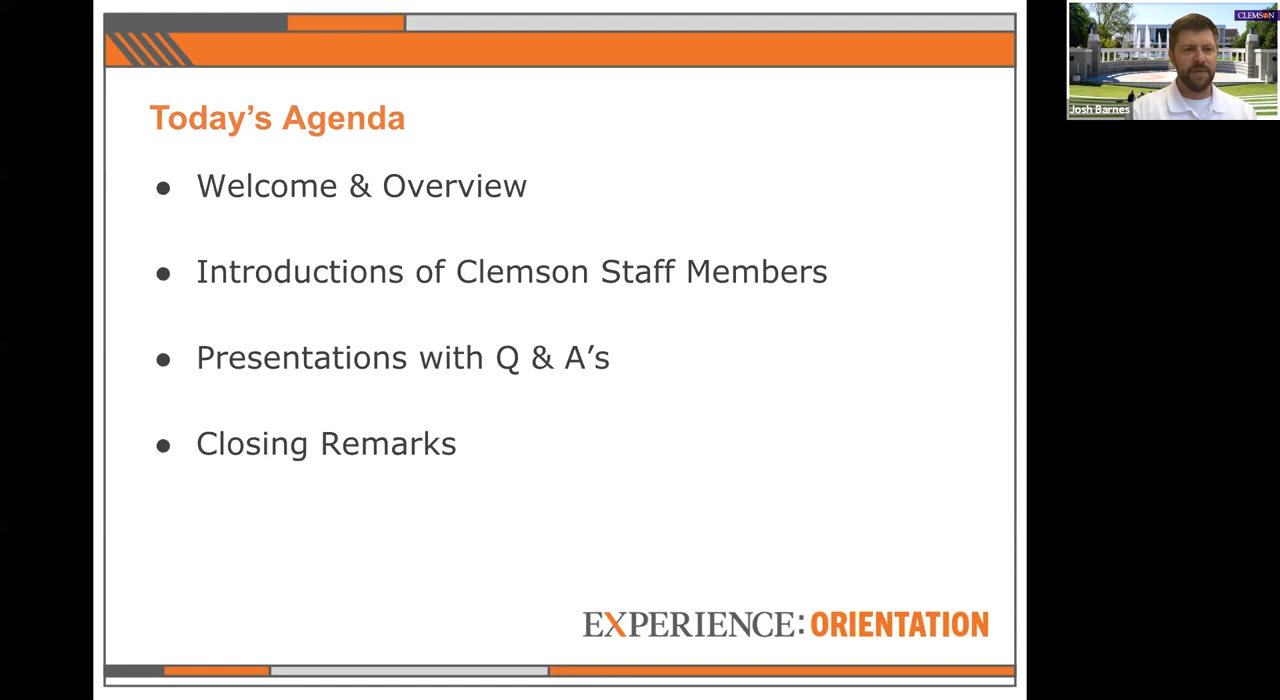 CLEMSON
Josh Barnes
Today’s Agenda
● Welcome & Overview
● Introductions of Clemson Staff Members
● Presentations with Q & A’s
● Closing Remarks
EXPERIENCE: ORIENTATION